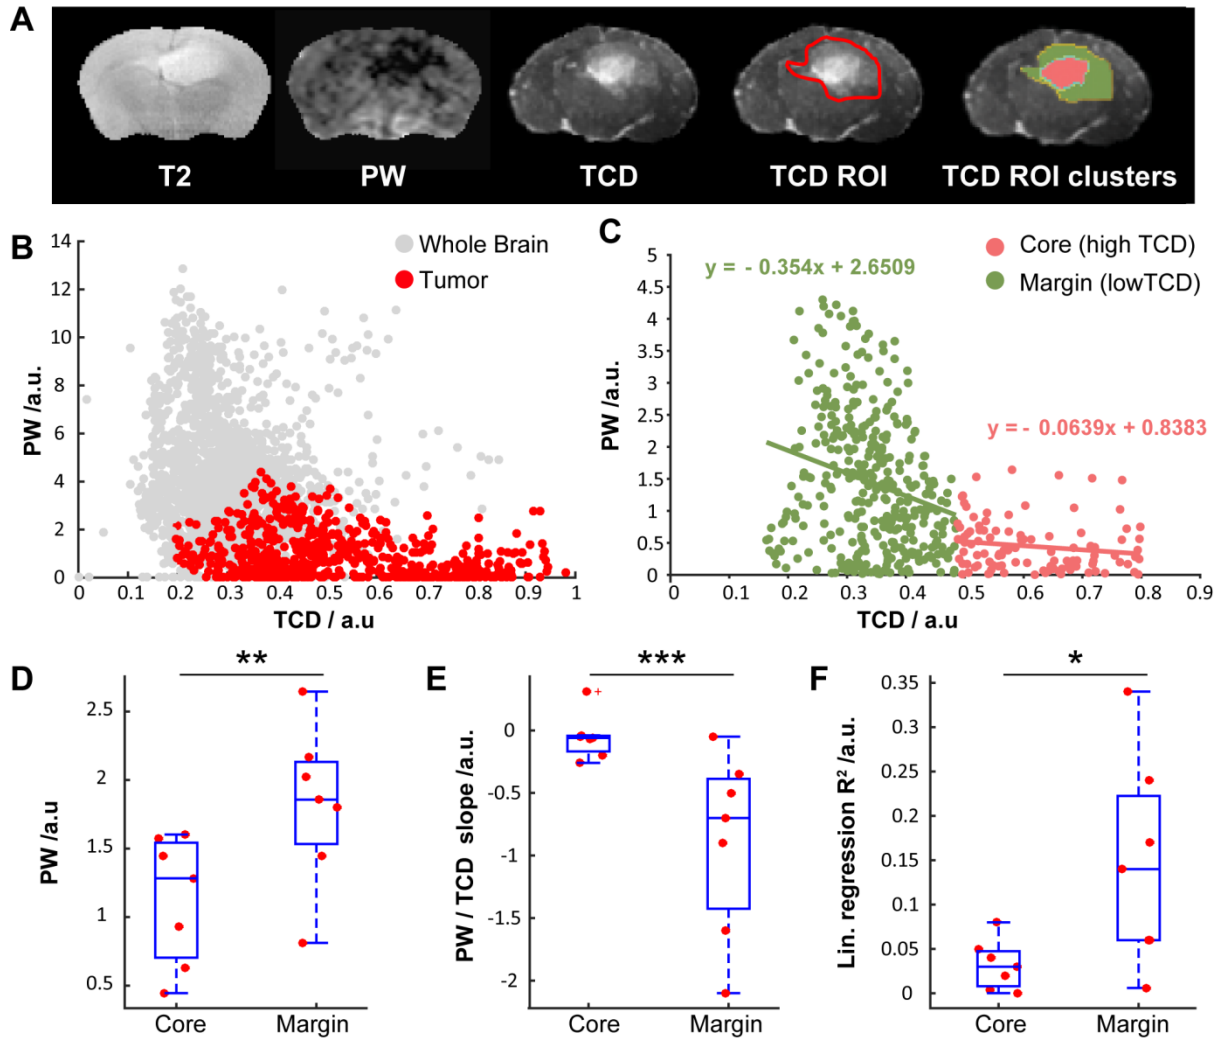 A
T2
PW
TCD
TCD ROI
TCD ROI clusters
B
Whole Brain
Tumor
PW /a.u.
14
12
10
8
6
4
2
0
0
0.1
0.2
0.3
0.4
0.5
0.6
0.7
0.8
0.9
1
TCD / a.u
C
Core (high TCD)
Margin (lowTCD)
y = - 0.354x + 2.6509
y = - 0.0639x + 0.8383
PW /a.u.
5
4.5
4
3.5
3
2.5
2
1.5
1
0.5
0
0
0.1
0.2
0.3
0.4
0.5
0.6
0.7
0.8
0.9
TCD / a.u
D
**
PW /a.u
2.5
2
1.5
1
0.5
Core
Margin
E
***
PW / TCD slope /a.u.
0
-0.5
-1
-1.5
-2
+
Core
Margin
F
*
Lin. regression R² /a.u.
0.35
0.3
0.25
0.2
0.15
0.1
0.05
0
Core
Margin